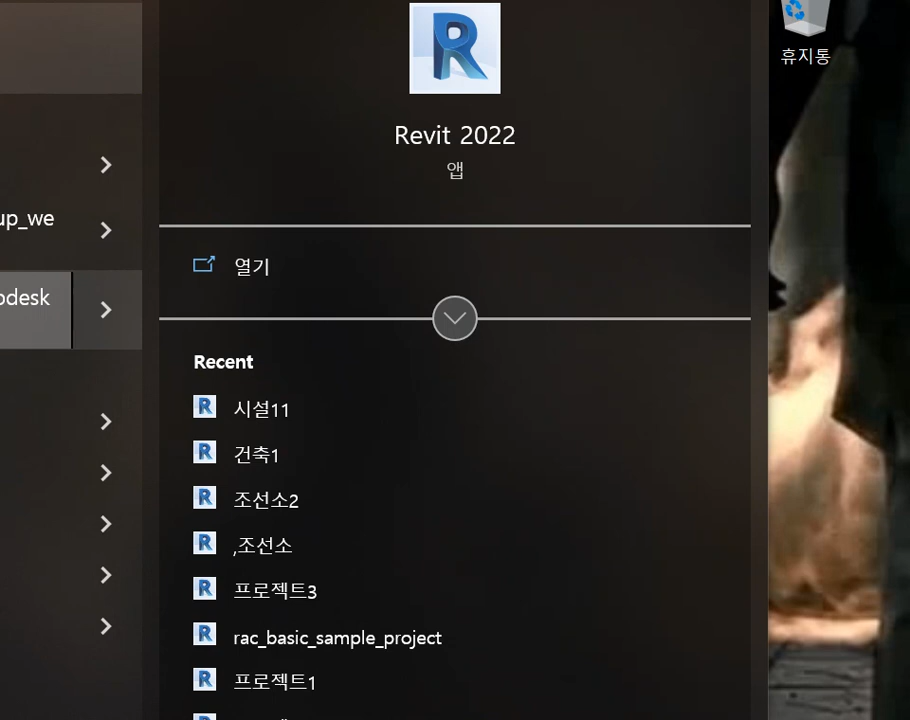 휴지통
Revit 2022
앱
up_we
열기
odesk
Recent
시설11
건축1
조선소2
,조선소
프로젝트3
rac_basic_sample_project
프로젝트1